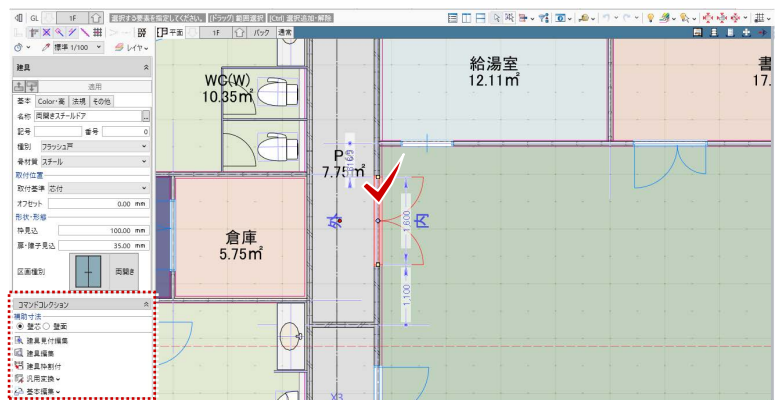 GL 1F 選択する要素を指定してください。 [ドラッグ] 範囲選択 [Ctrl] 選択追加・解除
標準 1/100 レイヤ
平面 1F バック 通常
建具
適用
基本 Color・高 法規 その他
名称 両開きスチールドア ...
記号 番号 0
種別 フラッシュ戸
骨材質 スチール
取付位置
取付基準 芯付
オフセット 0.00 mm
形状・形態
枠見込 100.00 mm
扉・障子見込 35.00 mm
区画種別 両開き
コマンドコレクション
補助寸法
壁芯 壁面
建具見付編集
建具編集
建具枠割付
汎用変換
基本編集
WC(W)
10.35㎡
倉庫
5.75㎡
7.75㎡
外
内
1,600
1,100
X3
給湯室
12.11㎡
書
17.